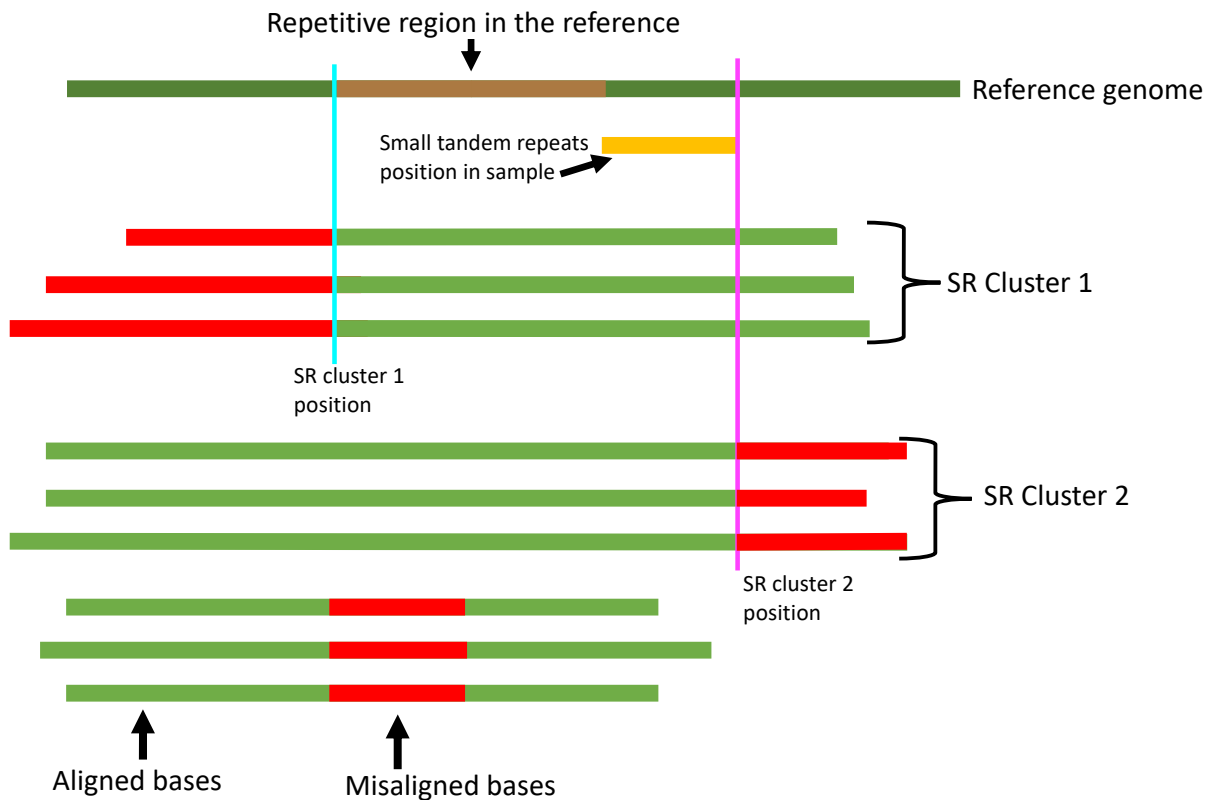 Repetitive region in the reference
Reference genome
Small tandem repeats
position in sample
SR Cluster 1
SR cluster 1
position
SR Cluster 2
SR cluster 2
position
Aligned bases
Misaligned bases